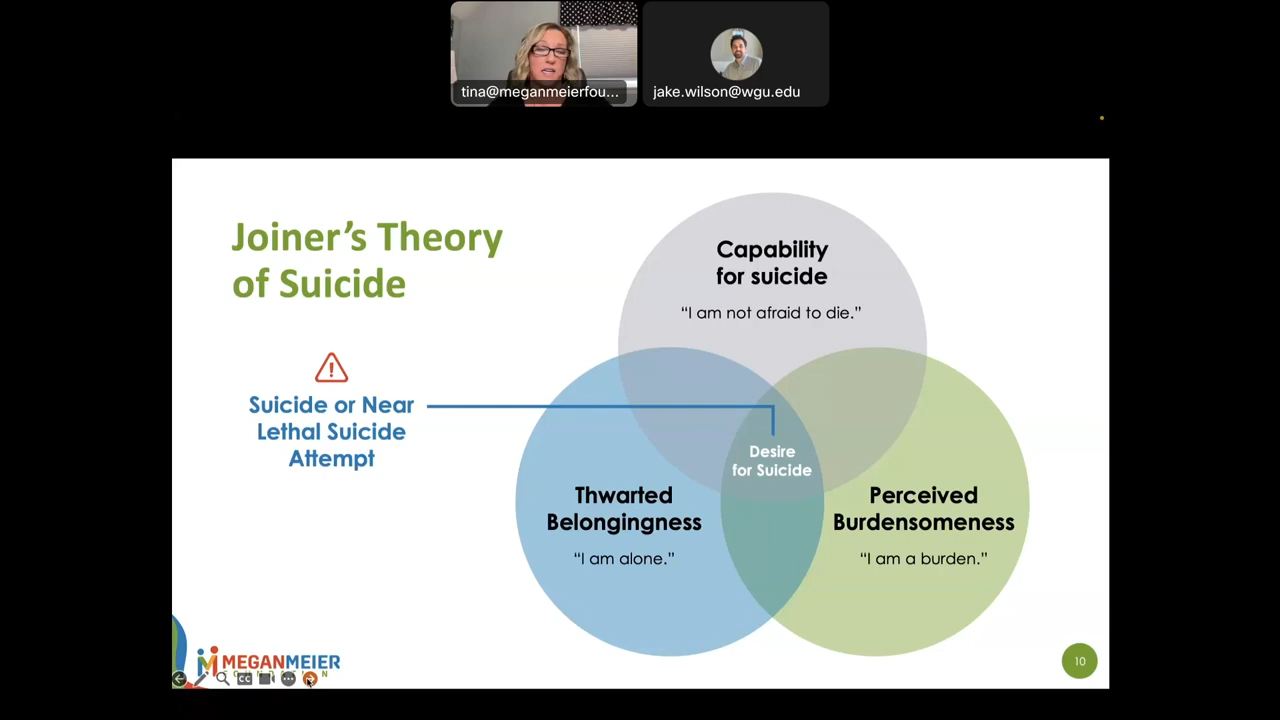 tina@meganmeierfou...
jake.wilson@wgu.edu
Joiner’s Theory
of Suicide
Suicide or Near
Lethal Suicide
Attempt
Capability
for suicide
“I am not afraid to die.”
Desire
for Suicide
Thwarted
Belongingness
“I am alone.”
Perceived
Burdensomeness
“I am a burden.”
MEGANMEIER
CC
10